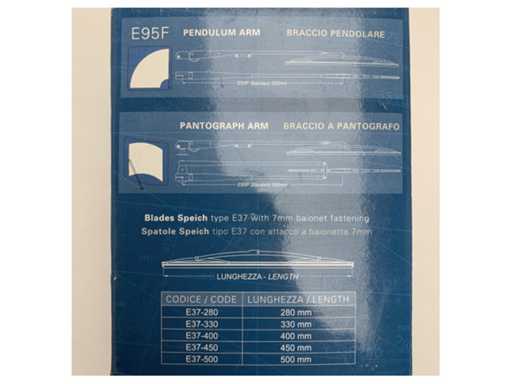 E95F PENDULUM ARM BRACCIO PENDOLARE
PANTOGRAPH ARM BRACCIO A PANTOGRAFO
Blades Speich type E37 with 7mm baionet fastening
Spatole Speich tipo E37 con attacco a baionetta 7mm
LUNGHEZZA - LENGTH
CODICE / CODE LUNGHEZZA / LENGTH
E37-280 280 mm
E37-330 330 mm
E37-400 400 mm
E37-450 450 mm
E37-500 500 mm